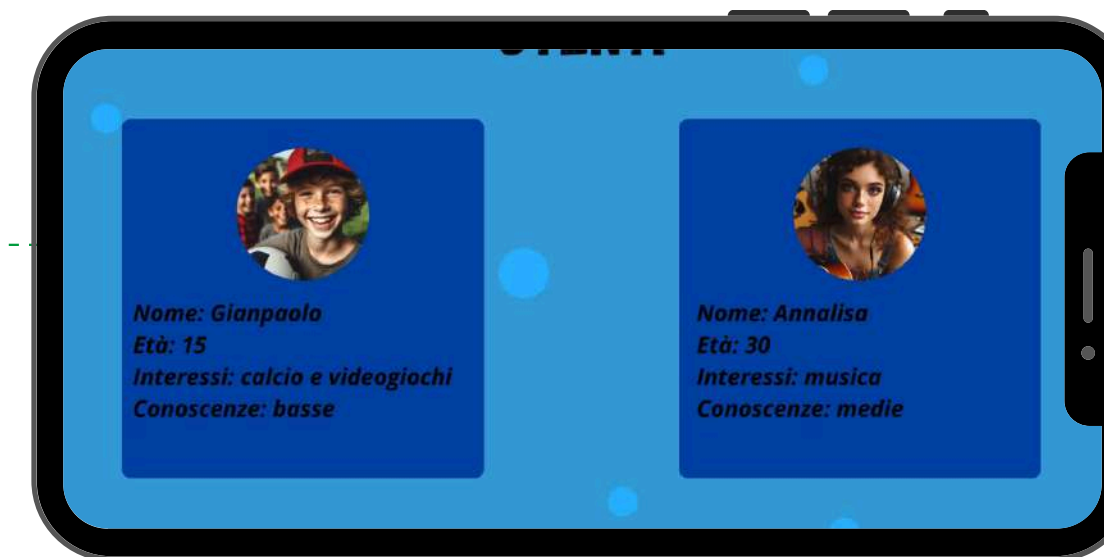 Nome: Gianpaolo
Età: 15
Interessi: calcio e videogiochi
Conoscenze: basse
Nome: Annalisa
Età: 30
Interessi: musica
Conoscenze: medie